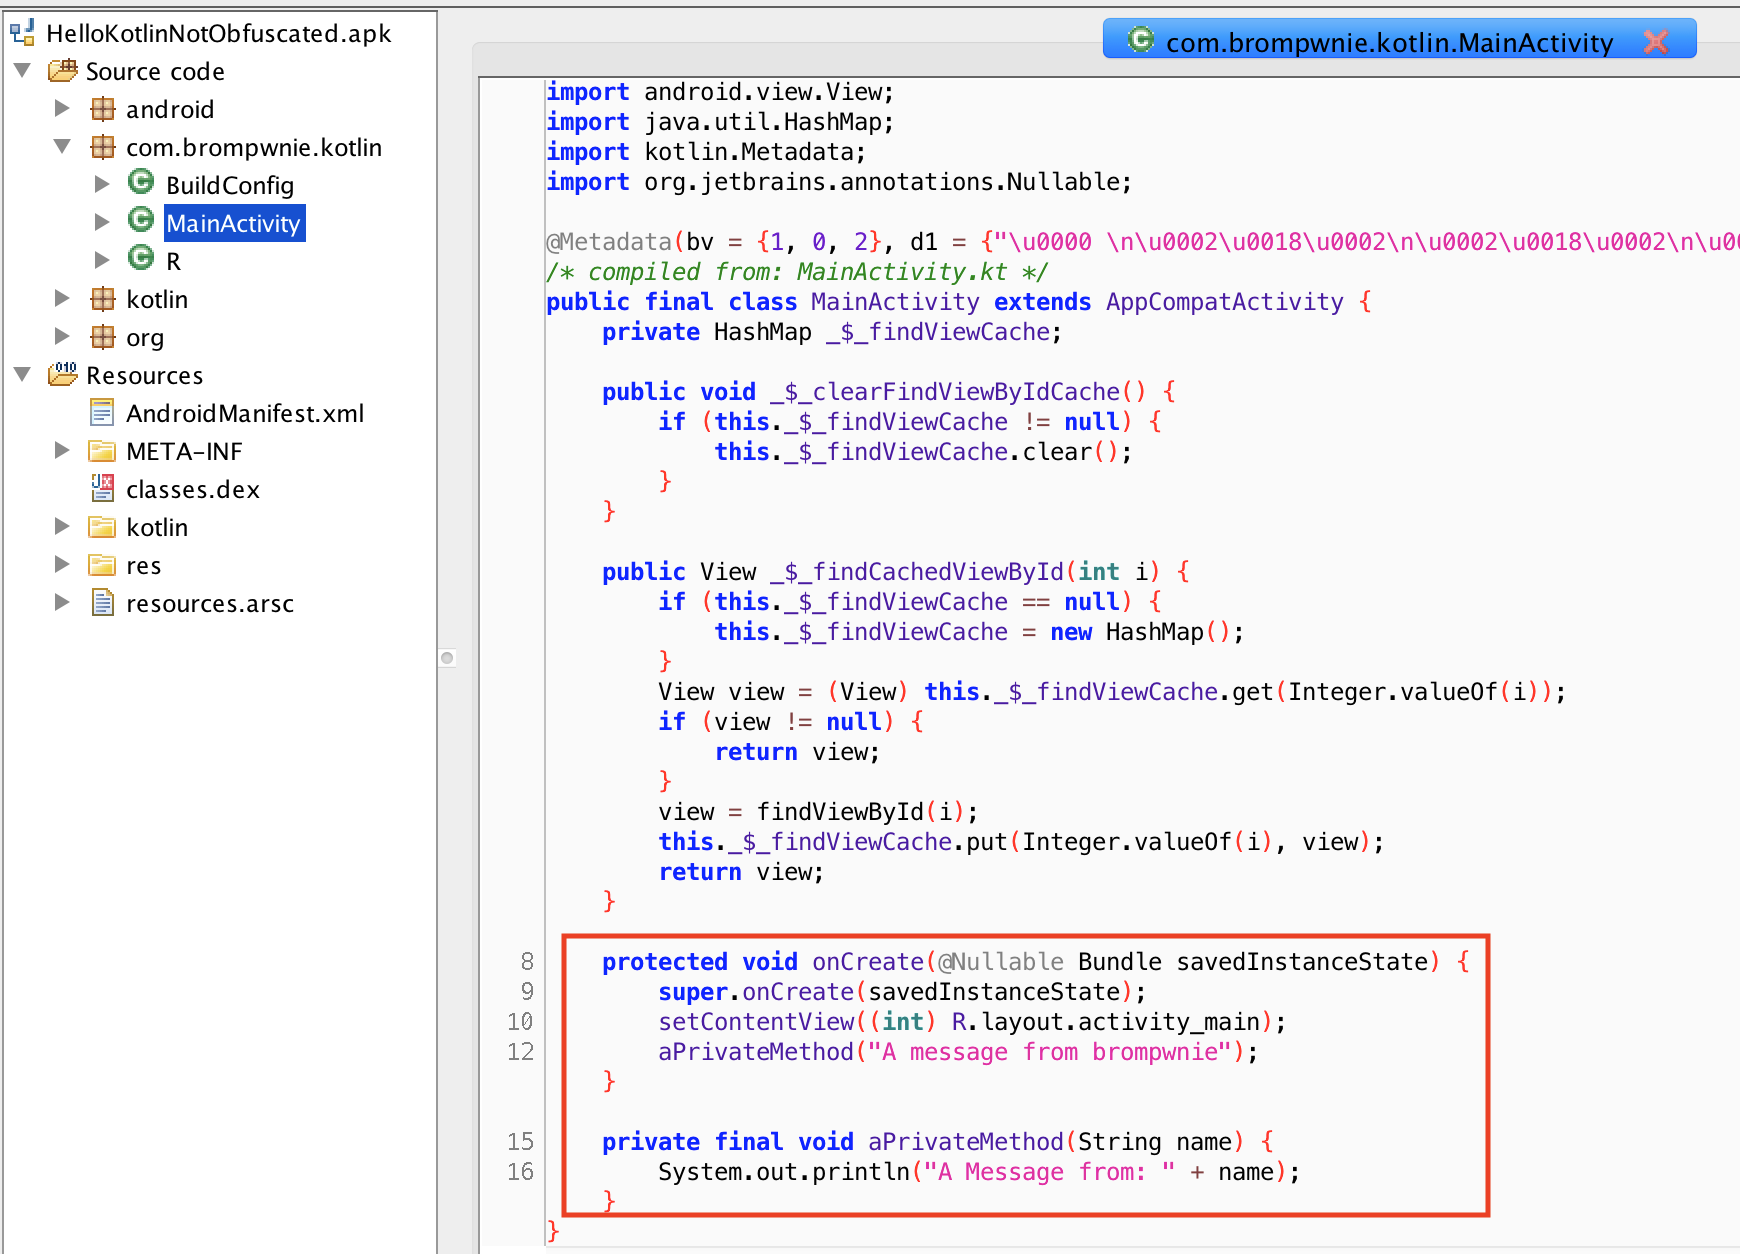 HelloKotlinNotObfuscated.apk
Source code
android
com.brompwnie.kotlin
BuildConfig
MainActivity
R
kotlin
org
Resources
AndroidManifest.xml
META-INF
classes.dex
kotlin
res
resources.arsc
com.brompwnie.kotlin.MainActivity
import android.view.View;
import java.util.HashMap;
import kotlin.Metadata;
import org.jetbrains.annotations.Nullable;
@Metadata(bv = {1, 0, 2}, d1 = {"\u0000 \n\u0002\u0018\u0002\n\u0002\u0018\u0002\n\u00
/* compiled from: MainActivity.kt */
public final class MainActivity extends AppCompatActivity {
private HashMap _$_findViewCache;
public void _$_clearFindViewByIdCache() {
if (this._$_findViewCache != null) {
this._$_findViewCache.clear();
}
}
public View _$_findCachedViewById(int i) {
if (this._$_findViewCache == null) {
this._$_findViewCache = new HashMap();
}
View view = (View) this._$_findViewCache.get(Integer.valueOf(i));
if (view != null) {
return view;
}
view = findViewById(i);
this._$_findViewCache.put(Integer.valueOf(i), view);
return view;
}
8 protected void onCreate(@Nullable Bundle savedInstanceState) {
9 super.onCreate(savedInstanceState);
10 setContentView((int) R.layout.activity_main);
12 aPrivateMethod("A message from brompwnie");
}
15 private final void aPrivateMethod(String name) {
16 System.out.println("A Message from: " + name);
}
}